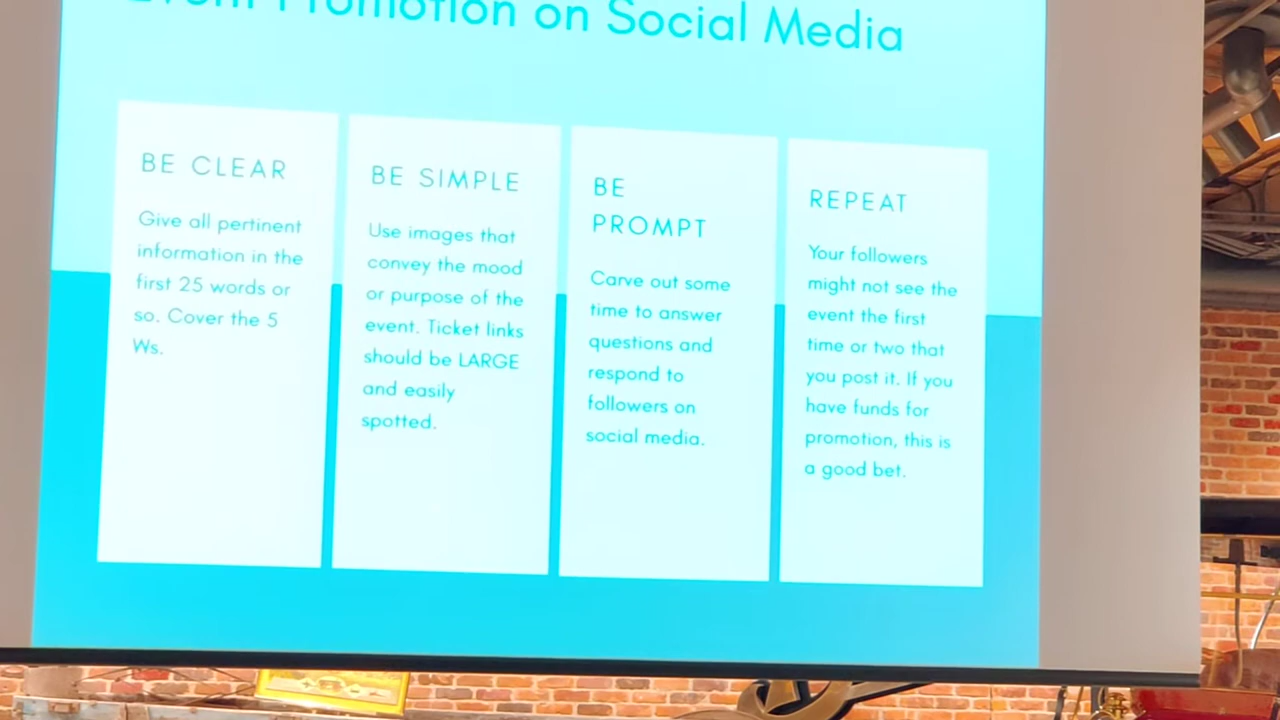 Event Promotion on Social Media
BE CLEAR
Give all pertinent
information in the
first 25 words or
so. Cover the 5
Ws.
BE SIMPLE
Use images that
convey the mood
or purpose of the
event. Ticket links
should be LARGE
and easily
spotted.
BE
PROMPT
Carve out some
time to answer
questions and
respond to
followers on
social media.
REPEAT
Your followers
might not see the
event the first
time or two that
you post it. If you
have funds for
promotion, this is
a good bet.